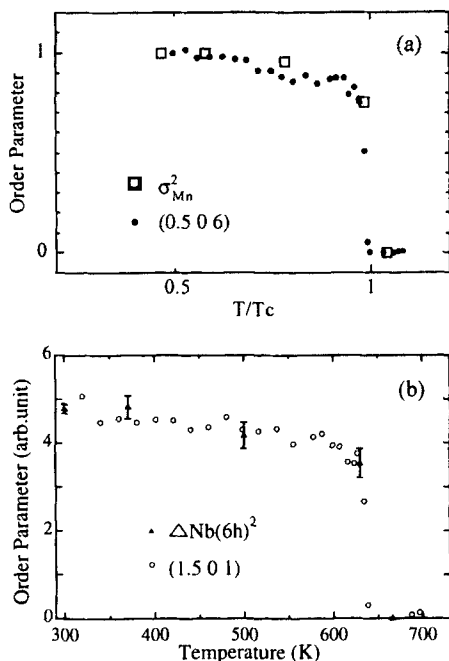 (a)
Order Parameter
1
0
σ²Mn
(0.5 0 6)
0.5
1
T/Tc
(b)
Order Parameter (arb.unit)
6
4
2
0
△Nb(6h)²
(1.5 0 1)
300
400
500
600
700
Temperature (K)